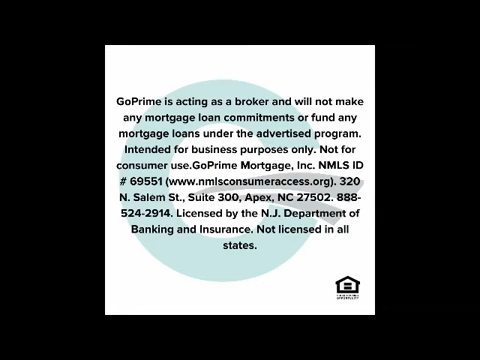 GoPrime is acting as a broker and will not make
any mortgage loan commitments or fund any
mortgage loans under the advertised program.
Intended for business purposes only. Not for
consumer use.GoPrime Mortgage, Inc. NMLS ID
# 69551 (www.nmlsconsumeraccess.org). 320
N. Salem St., Suite 300, Apex, NC 27502. 888-
524-2914. Licensed by the N.J. Department of
Banking and Insurance. Not licensed in all
states.